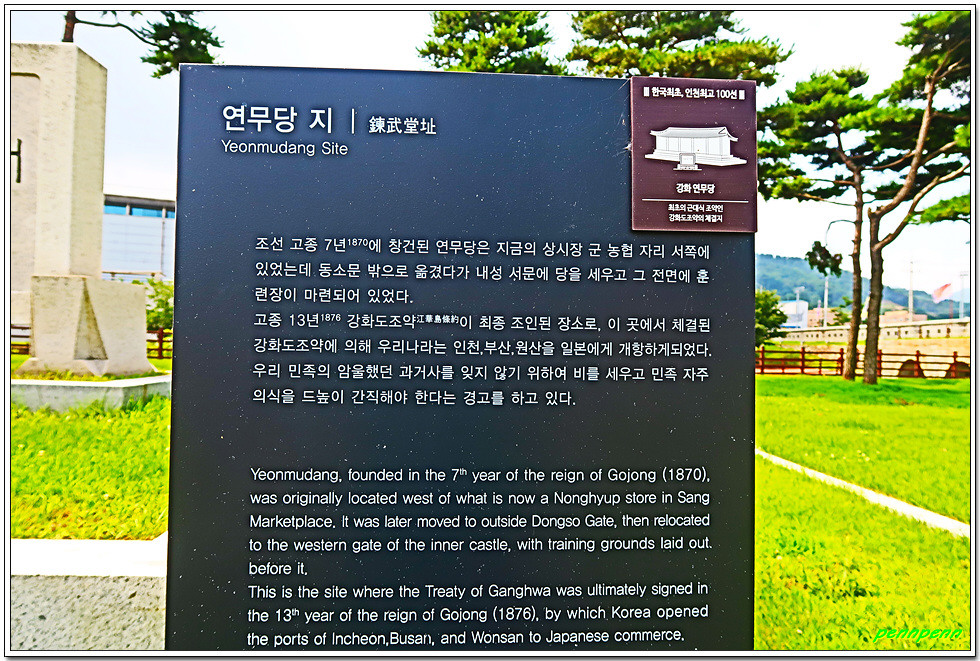 연무당 지 | 鍊武堂址
Yeonmudang Site
한국최초, 인천최고 100선
강화 연무당
최초의 근대식 조약인
강화도조약의 체결지
조선 고종 7년1870에 창건된 연무당은 지금의 상시장 군 농협 자리 서쪽에
있었는데 동소문 밖으로 옮겼다가 내성 서문에 당을 세우고 그 전면에 훈
련장이 마련되어 있었다.
고종 13년1876 강화도조약江華島條約이 최종 조인된 장소로, 이 곳에서 체결된
강화도조약에 의해 우리나라는 인천,부산,원산을 일본에게 개항하게되었다.
우리 민족의 암울했던 과거사를 잊지 않기 위하여 비를 세우고 민족 자주
의식을 드높이 간직해야 한다는 경고를 하고 있다.
Yeonmudang, founded in the 7th year of the reign of Gojong (1870),
was originally located west of what is now a Nonghyup store in Sang
Marketplace. It was later moved to outside Dongso Gate, then relocated
to the western gate of the inner castle, with training grounds laid out.
before it.
This is the site where the Treaty of Ganghwa was ultimately signed in
the 13th year of the reign of Gojong (1876), by which Korea opened
the ports of Incheon,Busan, and Wonsan to Japanese commerce.
pennpenn